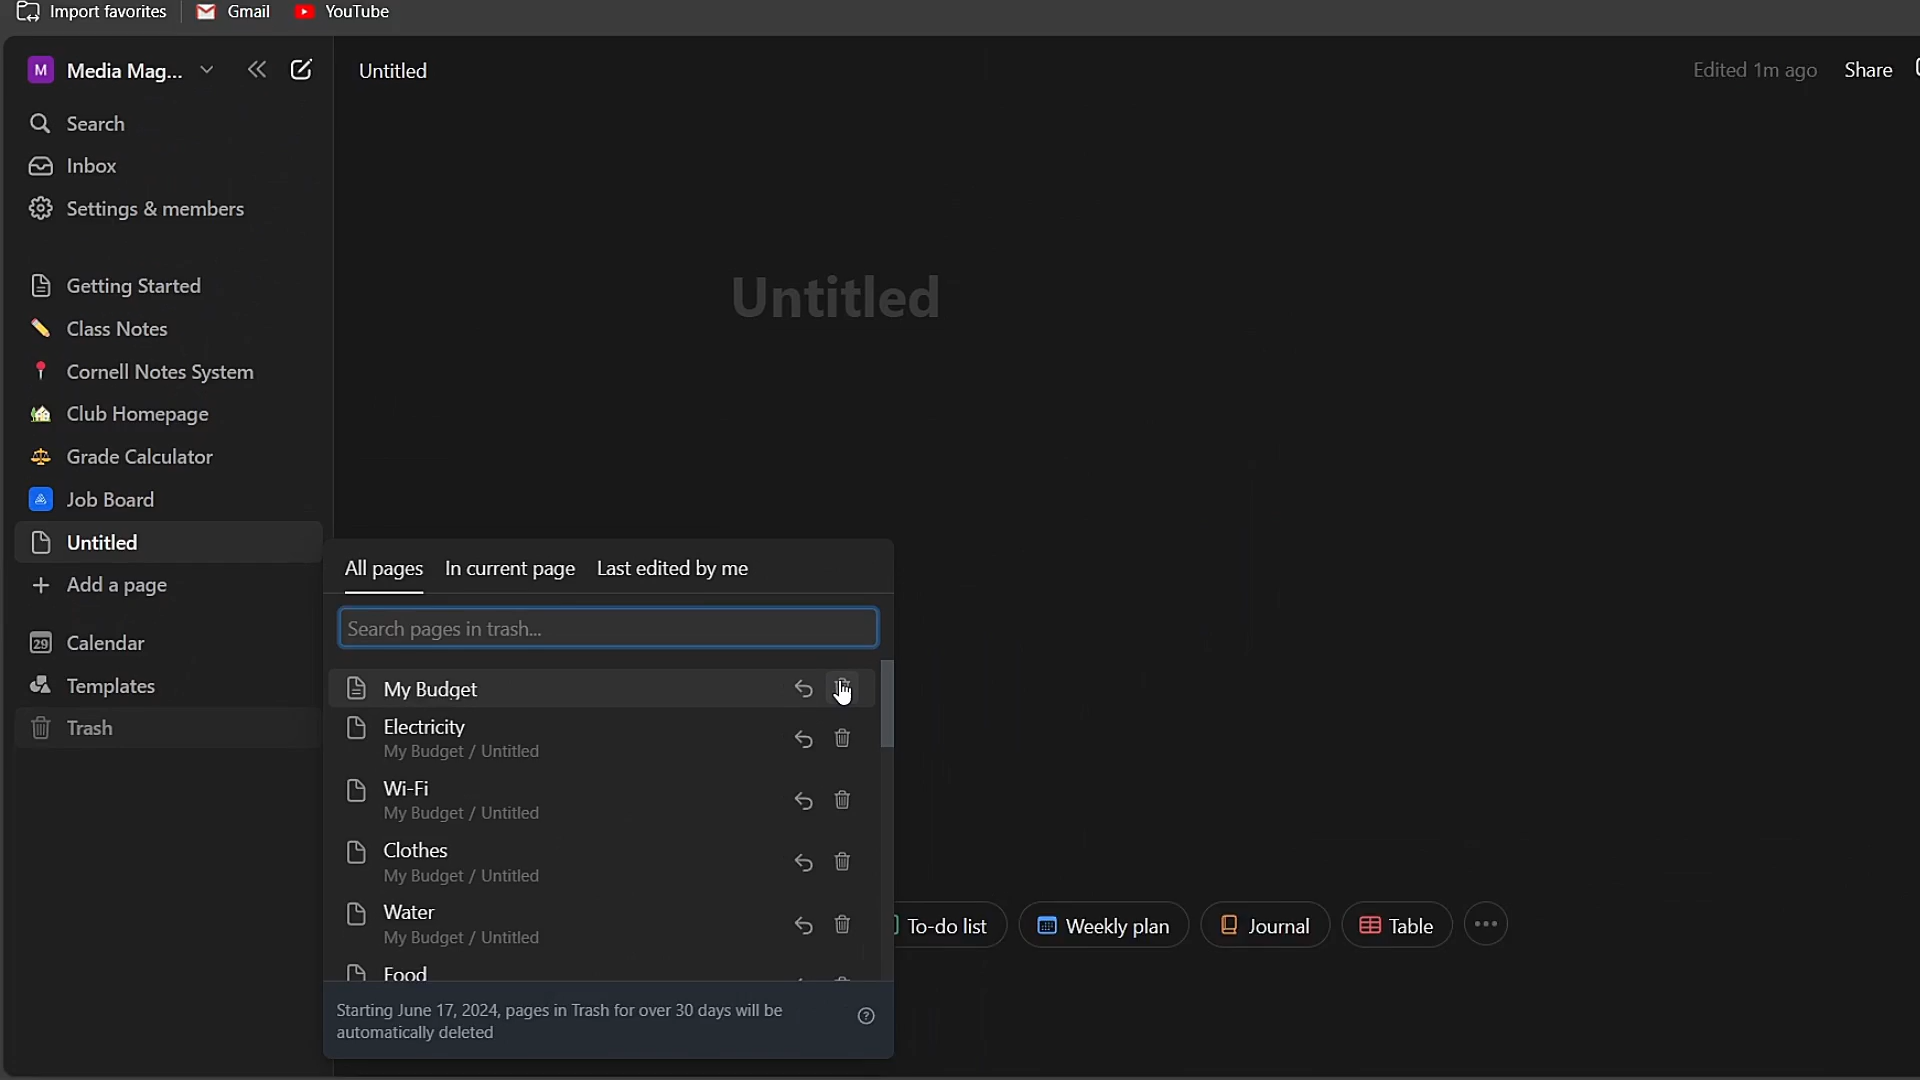 Import favorites
Gmail
YouTube
M Media Mag...
Untitled
Edited 1m ago
Share
Search
Inbox
Settings & members
Getting Started
Class Notes
Cornell Notes System
Club Homepage
Grade Calculator
Job Board
Untitled
Add a page
29 Calendar
Templates
Trash
Untitled
All pages
In current page
Last edited by me
Search pages in trash...
My Budget
Electricity
My Budget / Untitled
Wi-Fi
My Budget / Untitled
Clothes
My Budget / Untitled
Water
My Budget / Untitled
Food
Starting June 17, 2024, pages in Trash for over 30 days will be
automatically deleted
To-do list
Weekly plan
Journal
Table